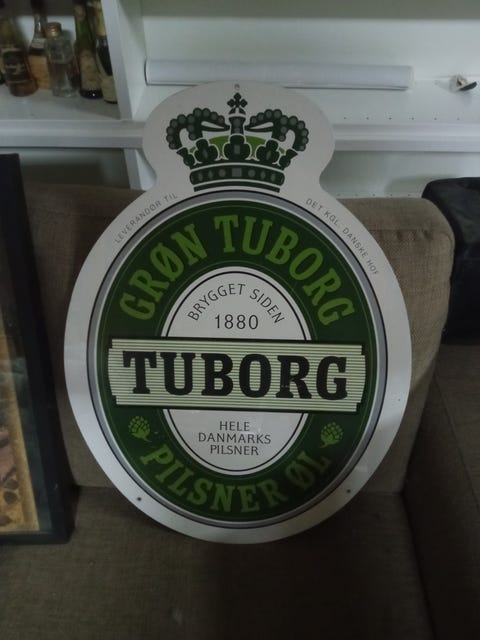 LEVERANDØR TIL
DET KGL. DANSKE HOF
GRØN TUBORG
BRYGGET SIDEN
1880
TUBORG
HELE
DANMARKS
PILSNER
PILSNER ØL